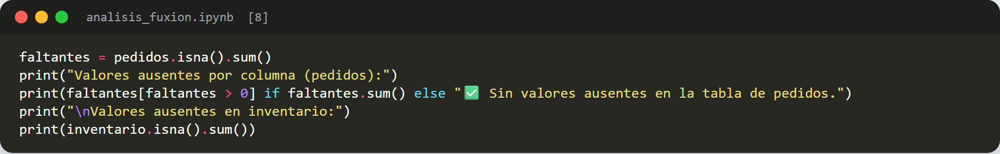 analisis_fuxion.ipynb [8]
faltantes = pedidos.isna().sum()
print("Valores ausentes por columna (pedidos):")
print(faltantes[faltantes > 0] if faltantes.sum() else "✅ Sin valores ausentes en la tabla de pedidos.")
print("\nValores ausentes en inventario:")
print(inventario.isna().sum())